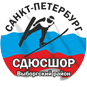 САНКТ-ПЕТЕРБУРГ
СДЮСШОР
Выборгский район